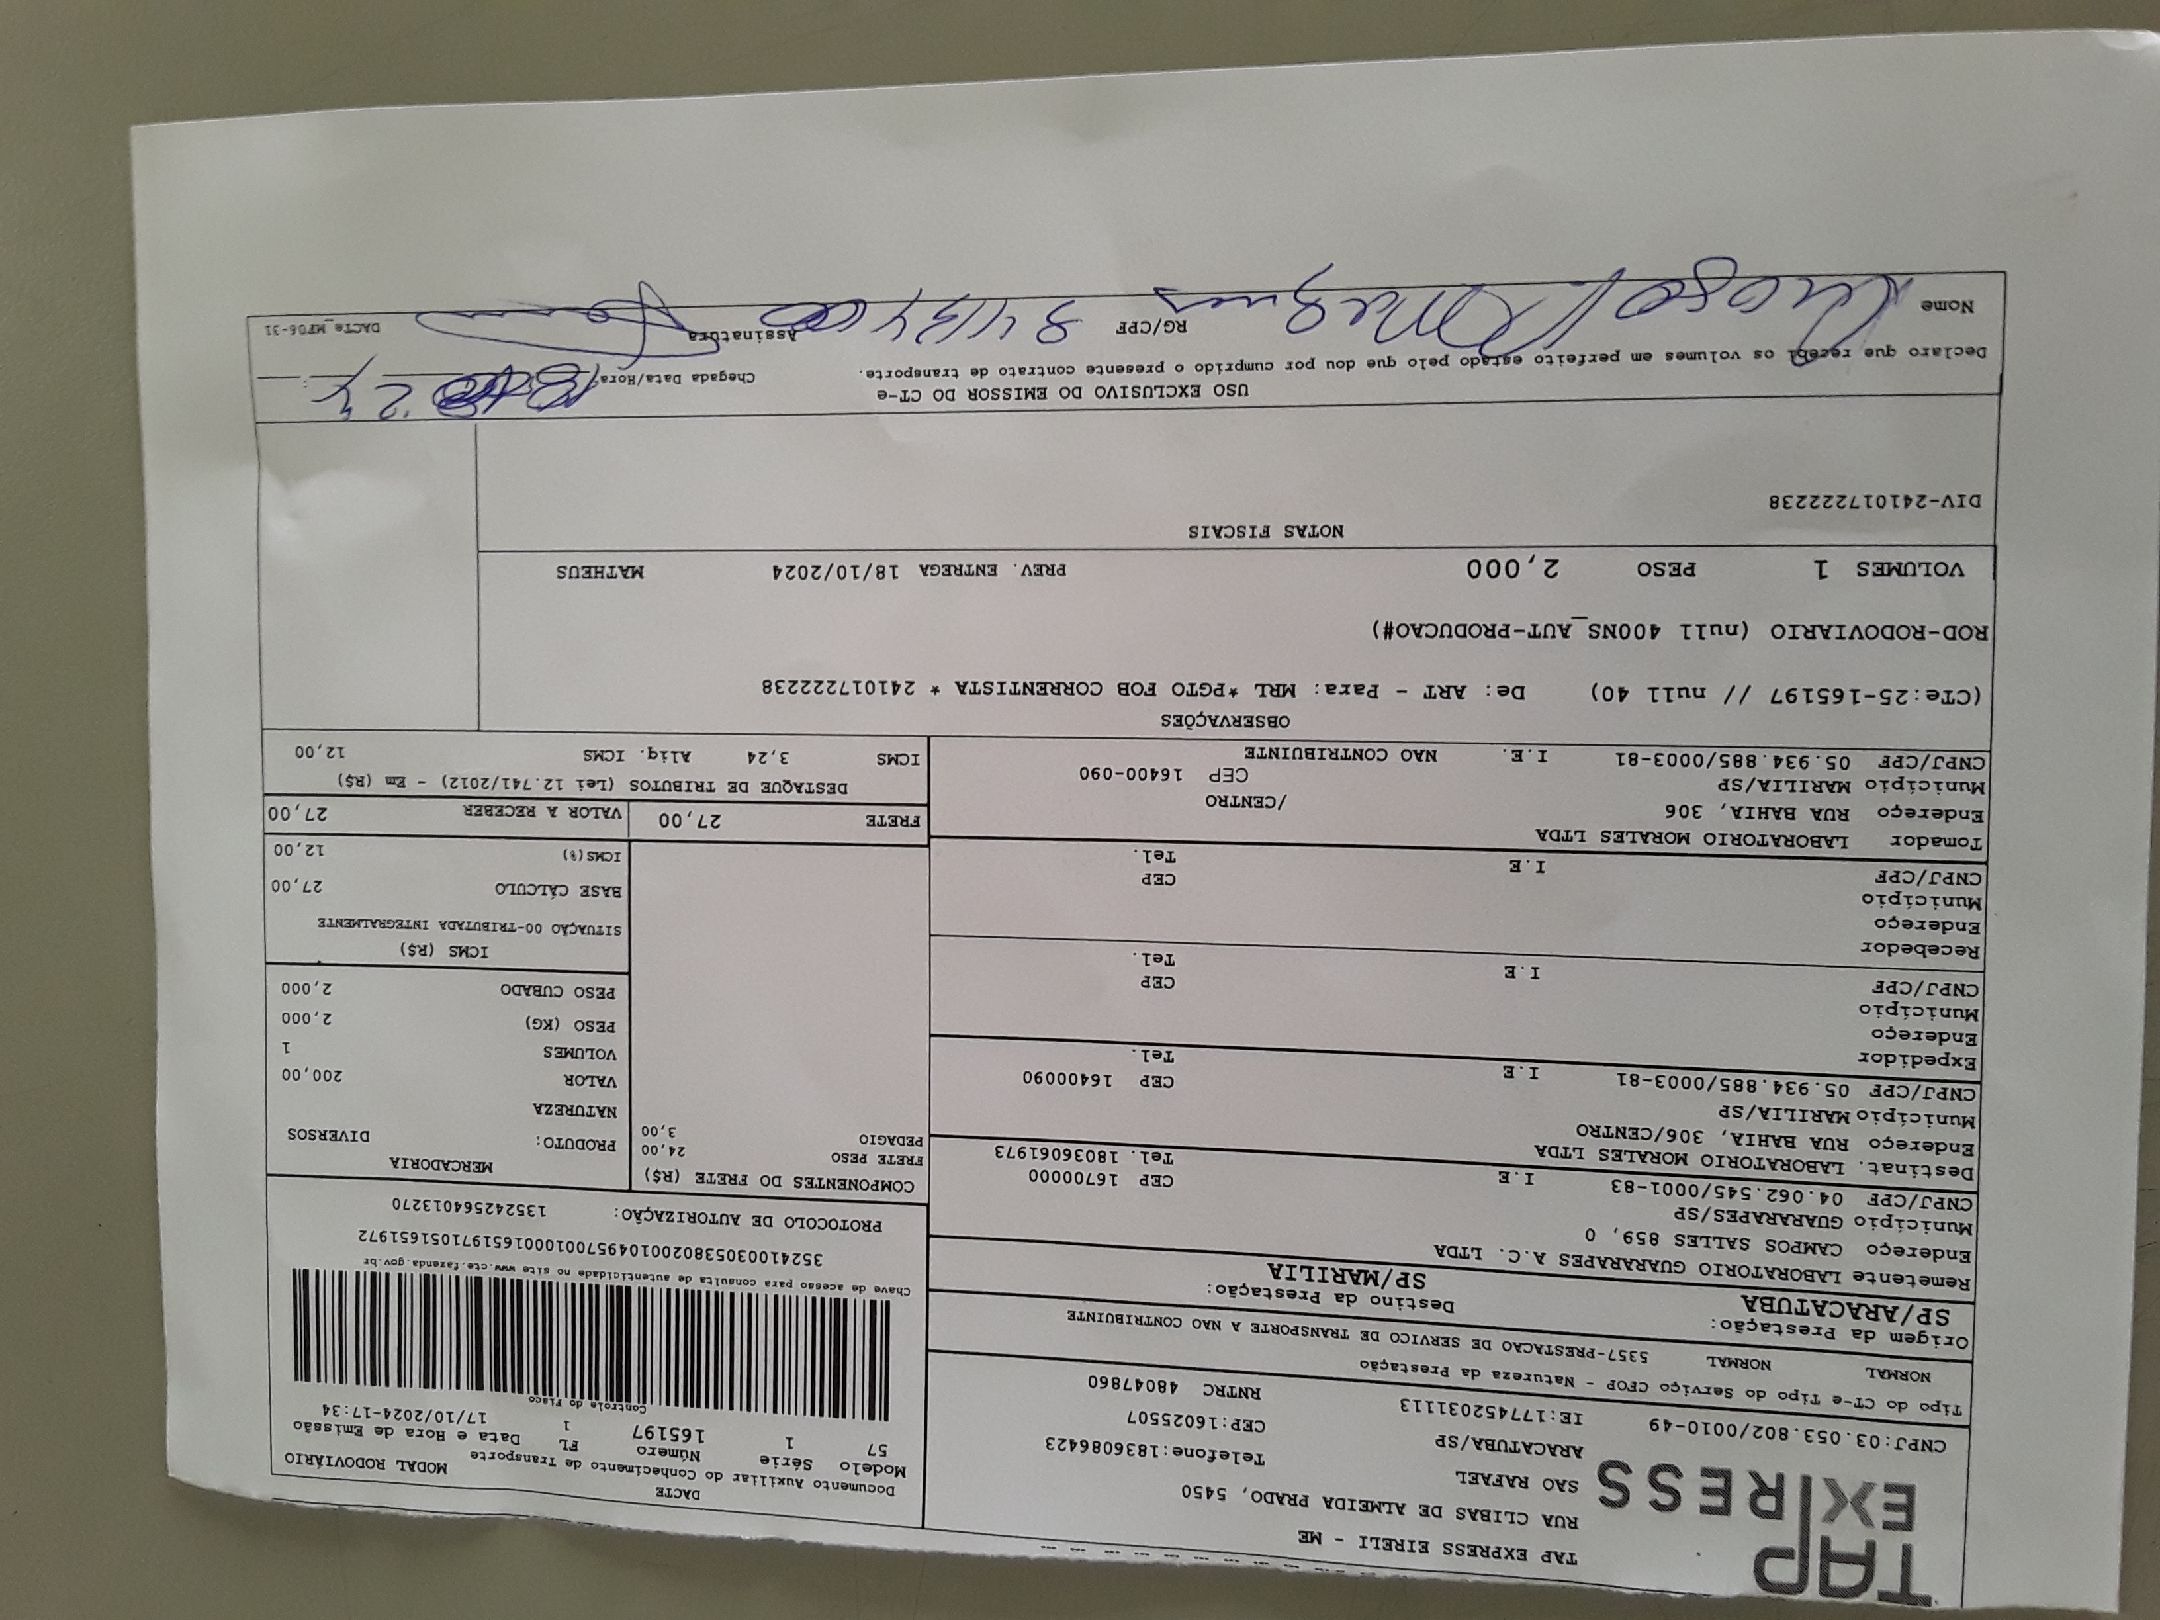 TAP
EXPRESS
TAP EXPRESS EIRELI - ME
RUA CLIBAS DE ALMEIDA PRADO, 5450
SAO RAFAEL
ARACATUBA/SP
Telefone:1836086423
CEP:16025507
CNPJ:03.053.802/0010-49 IE:177452031113 RNTRC 48047860
DACTE
Documento Auxiliar do Conhecimento de Transporte MODAL RODOVIÁRIO
Modelo Série Número FL Data e Hora de Emissão
57 1 165197 1 17/10/2024-17:34
Controle do Fisco
Chave de acesso para consulta de autenticidade no site www.cte.fazenda.gov.br
35241003053802001049570010001651971051651972
PROTOCOLO DE AUTORIZAÇÃO: 135242564013270
Tipo do CT-e Tipo do Serviço CFOP - Natureza da Prestação
NORMAL NORMAL 5357-PRESTACAO DE SERVICO DE TRANSPORTE A NAO CONTRIBUINTE
Origem da Prestação: Destino da Prestação:
SP/ARACATUBA SP/MARILIA
Remetente LABORATORIO GUARARAPES A.C. LTDA
Endereço CAMPOS SALLES 859, 0
Município GUARARAPES/SP CEP 16700000
CNPJ/CPF 04.062.545/0001-83 I.E Tel. 1836061973
Destinat. LABORATORIO MORALES LTDA
Endereço RUA BAHIA, 306/CENTRO
Município MARILIA/SP CEP 16400090
CNPJ/CPF 05.934.885/0003-81 I.E Tel.
Expedidor
Endereço
Município CEP
CNPJ/CPF I.E Tel.
Recebedor
Endereço
Município CEP
CNPJ/CPF I.E Tel.
Tomador LABORATORIO MORALES LTDA
Endereço RUA BAHIA, 306 /CENTRO
Município MARILIA/SP CEP 16400-090
CNPJ/CPF 05.934.885/0003-81 I.E. NAO CONTRIBUINTE
COMPONENTES DO FRETE (R$)
FRETE PESO 24,00
PEDAGIO 3,00
MERCADORIA
PRODUTO: DIVERSOS
NATUREZA
VALOR 200,00
VOLUMES 1
PESO (KG) 2,000
PESO CUBADO 2,000
ICMS (R$)
SITUAÇÃO 00-TRIBUTADA INTEGRALMENTE
BASE CÁLCULO 27,00
ICMS(%) 12,00
FRETE 27,00 VALOR A RECEBER 27,00
DESTAQUE DE TRIBUTOS (Lei 12.741/2012) - Em (R$)
ICMS 3,24 Aliq. ICMS 12,00
OBSERVAÇÕES
(CTe:25-165197 // null 40) De: ART - Para: MRL *PGTO FOB CORRENTISTA * 241017222238
ROD-RODOVIARIO (null 400NS_AUT-PRODUCAO#)
VOLUMES 1 PESO 2,000 PREV. ENTREGA 18/10/2024 MATHEUS
NOTAS FISCAIS
DIV-241017222238
USO EXCLUSIVO DO EMISSOR DO CT-e
Declaro que recebi os volumes em perfeito estado pelo que dou por cumprido o presente contrato de transporte.
Chegada Data/Hora
Nome RG/CPF Assinatura DACTe_MF06-31